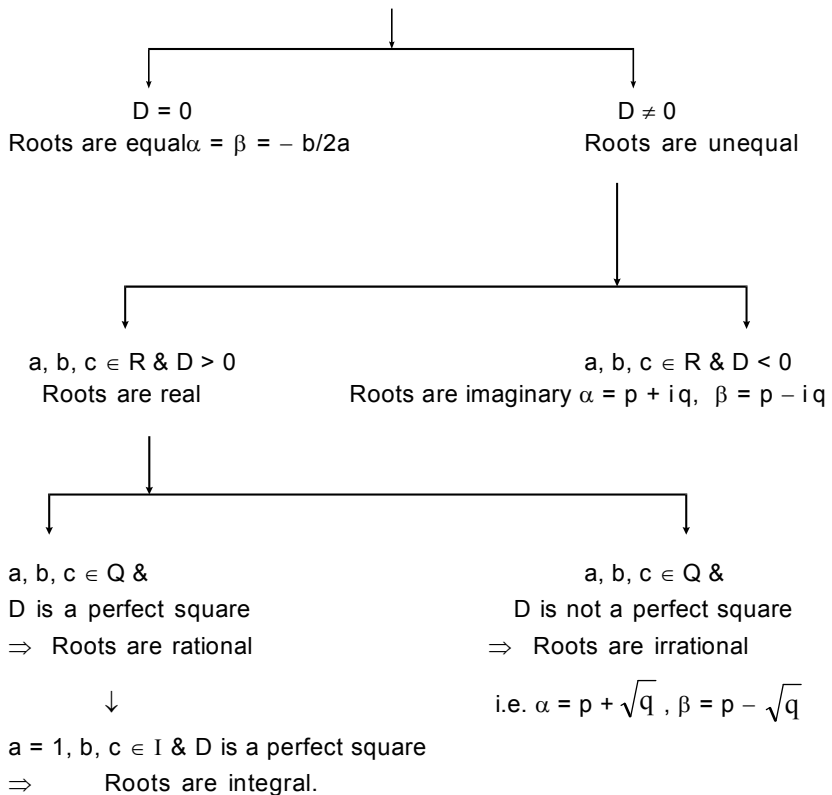 D = 0
D ≠ 0
Roots are equalα = β = – b/2a
Roots are unequal
a, b, c ∈ R & D > 0
a, b, c ∈ R & D < 0
Roots are real
Roots are imaginary α = p + i q, β = p – i q
a, b, c ∈ Q &
D is a perfect square
⇒ Roots are rational
↓
a = 1, b, c ∈ I & D is a perfect square
⇒ Roots are integral.
a, b, c ∈ Q &
D is not a perfect square
⇒ Roots are irrational
i.e. α = p + √q , β = p – √q